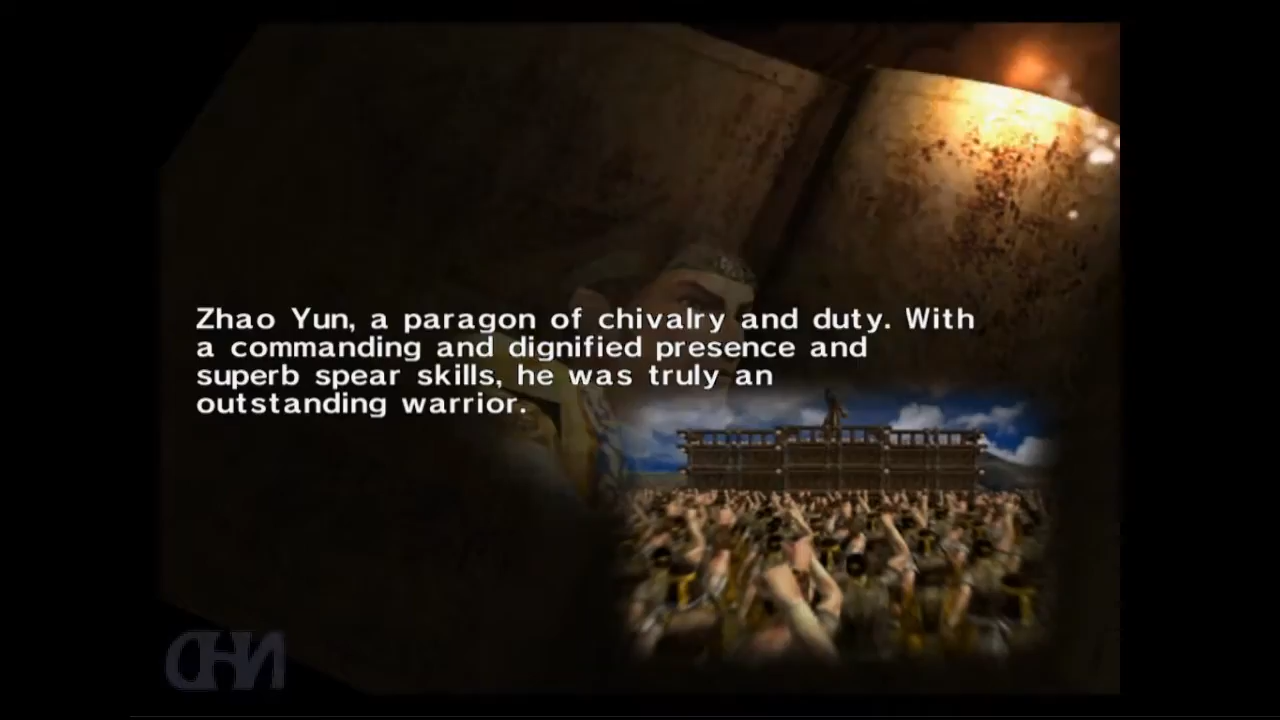 Zhao Yun, a paragon of chivalry and duty. With
a commanding and dignified presence and
superb spear skills, he was truly an
outstanding warrior.